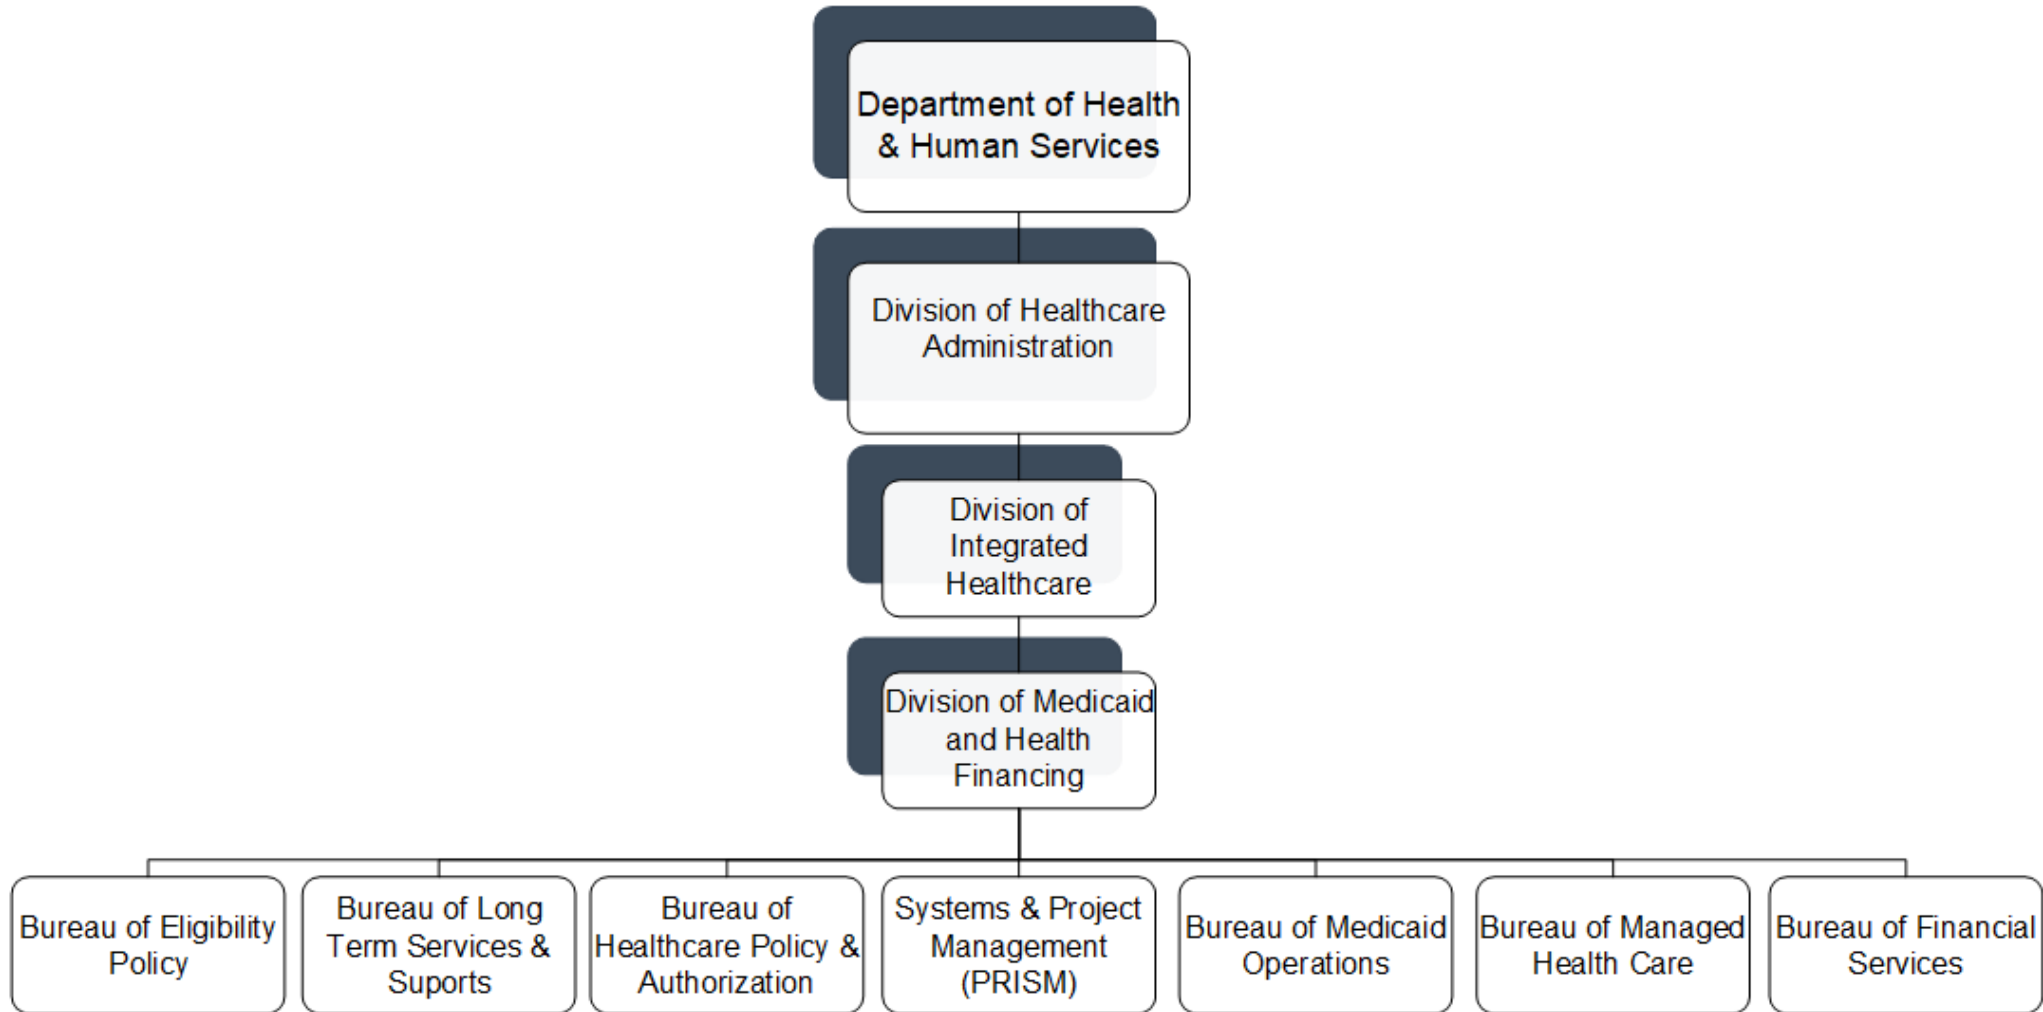 Department of Health
& Human Services
Division of Healthcare
Administration
Division of
Integrated
Healthcare
Division of Medicaid
and Health
Financing
Bureau of Eligibility
Policy
Bureau of Long
Term Services &
Suports
Bureau of
Healthcare Policy &
Authorization
Systems & Project
Management
(PRISM)
Bureau of Medicaid
Operations
Bureau of Managed
Health Care
Bureau of Financial
Services